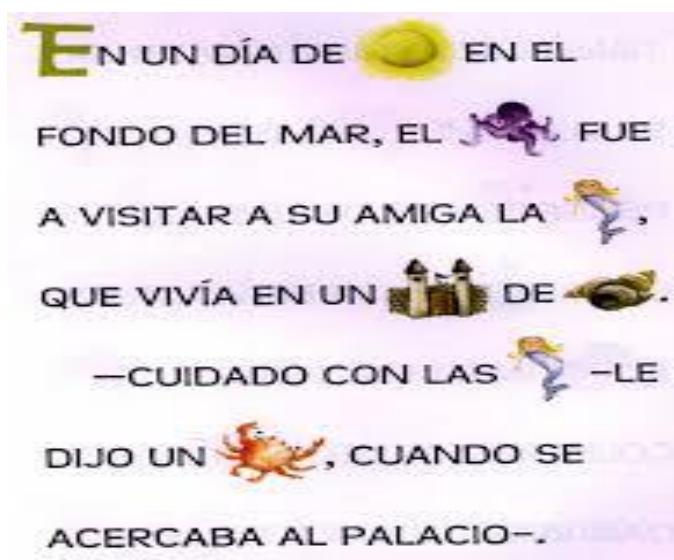 EN UN DÍA DE EN EL
FONDO DEL MAR, EL FUE
A VISITAR A SU AMIGA LA ,
QUE VIVÍA EN UN DE .
—CUIDADO CON LAS —LE
DIJO UN , CUANDO SE
ACERCABA AL PALACIO—.